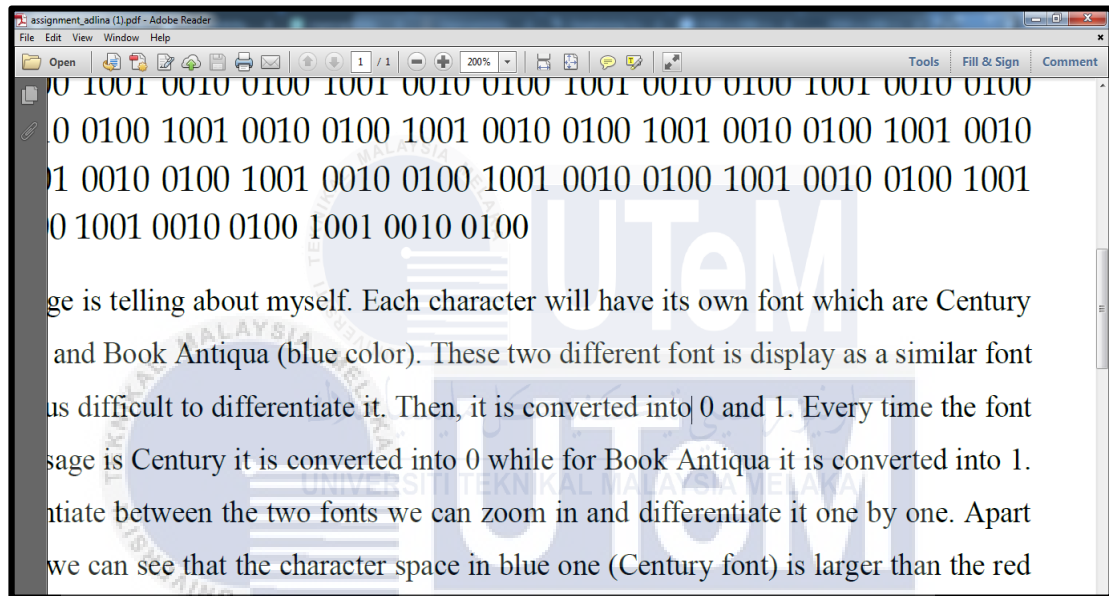 assignment_adlina (1).pdf - Adobe Reader
File Edit View Window Help
Open 1 / 1 200% Tools Fill & Sign Comment
00 1001 0010 0100 1001 0010 0100 1001 0010 0100 1001 0010 0100
.0 0100 1001 0010 0100 1001 0010 0100 1001 0010 0100 1001 0010
01 0010 0100 1001 0010 0100 1001 0010 0100 1001 0010 0100 1001
0 1001 0010 0100 1001 0010 0100
ge is telling about myself. Each character will have its own font which are Century
and Book Antiqua (blue color). These two different font is display as a similar font
us difficult to differentiate it. Then, it is converted into 0 and 1. Every time the font
sage is Century it is converted into 0 while for Book Antiqua it is converted into 1.
ntiate between the two fonts we can zoom in and differentiate it one by one. Apart
we can see that the character space in blue one (Century font) is larger than the red
UTeM
UTeM
UNIVERSITI TEKNIKAL MALAYSIA MELAKA